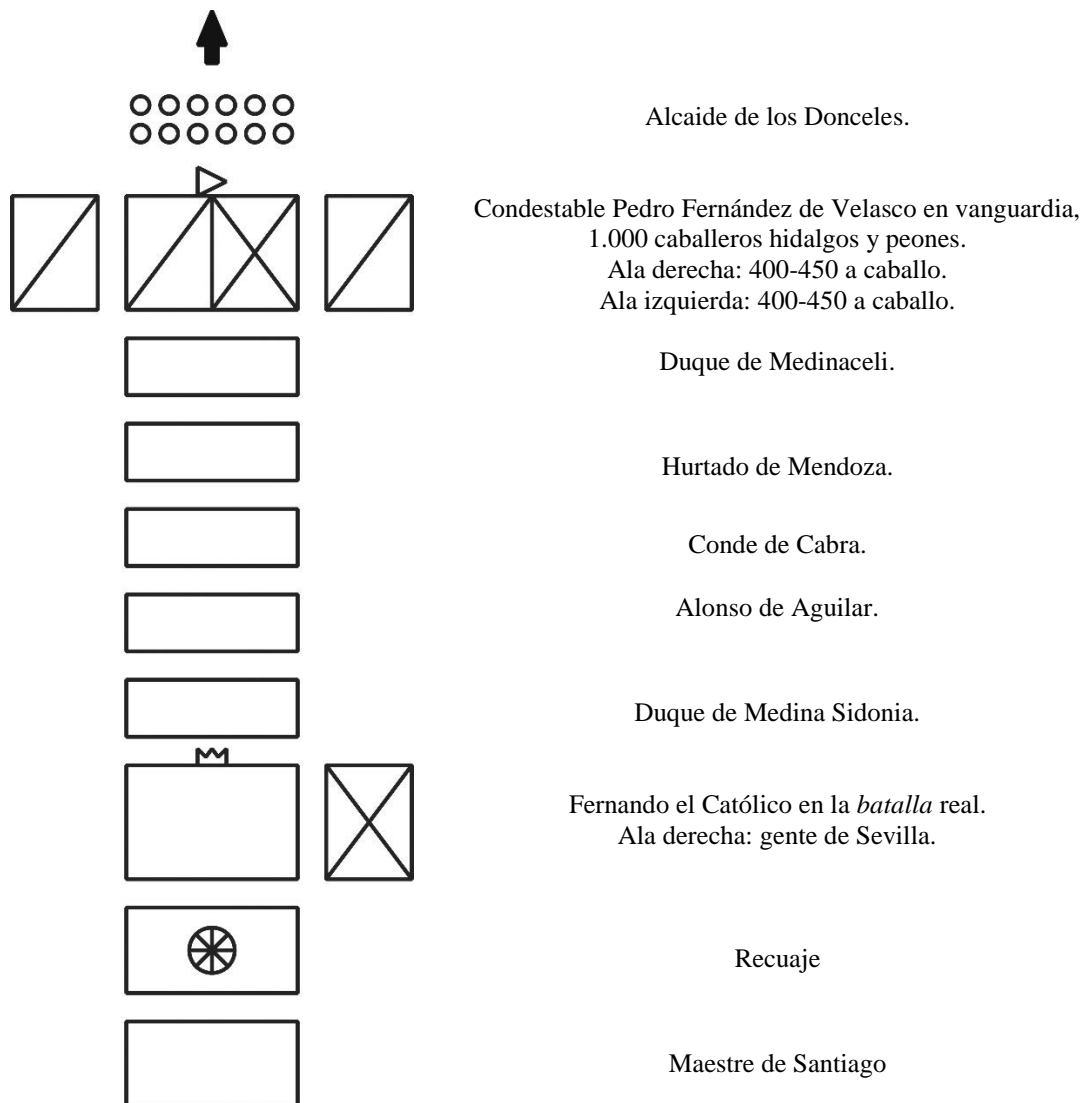 Alcaide de los Donceles.
Condestable Pedro Fernández de Velasco en vanguardia,
1.000 caballeros hidalgos y peones.
Ala derecha: 400-450 a caballo.
Ala izquierda: 400-450 a caballo.
Duque de Medinaceli.
Hurtado de Mendoza.
Conde de Cabra.
Alonso de Aguilar.
Duque de Medina Sidonia.
Fernando el Católico en la batalla real.
Ala derecha: gente de Sevilla.
Recuaje
Maestre de Santiago